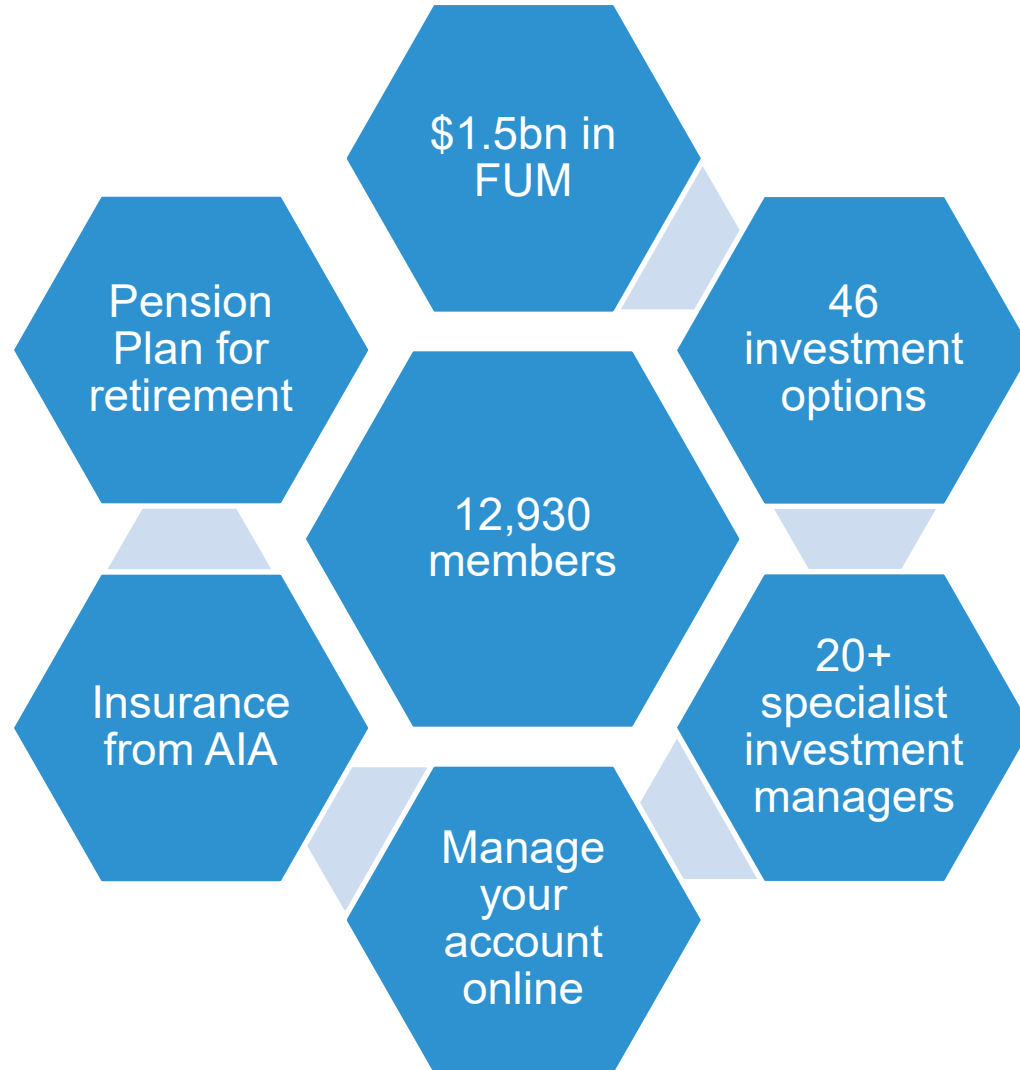 $1.5bn in
FUM
46
investment
options
20+
specialist
investment
managers
Manage
your
account
online
Insurance
from AIA
Pension
Plan for
retirement
12,930
members